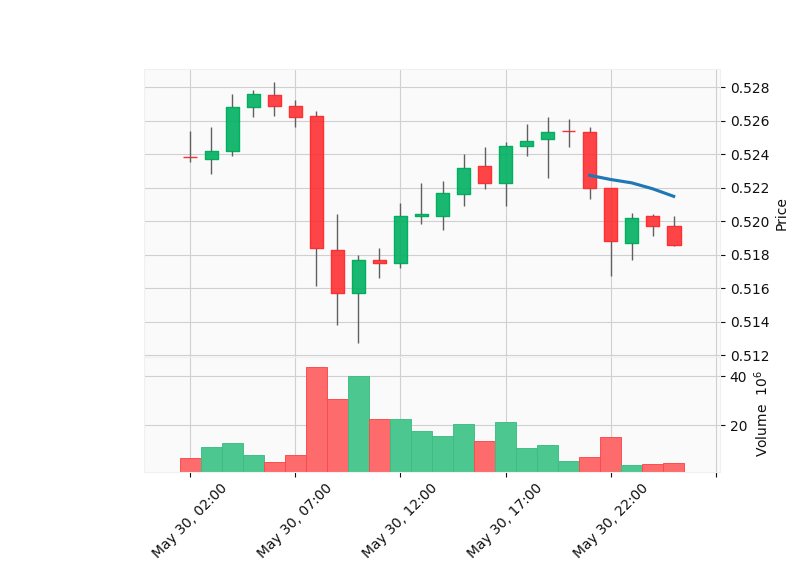 0.528
0.526
0.524
0.522
0.520
0.518
0.516
0.514
0.512
Price
40
20
Volume 10^6
May 30, 02:00
May 30, 07:00
May 30, 12:00
May 30, 17:00
May 30, 22:00